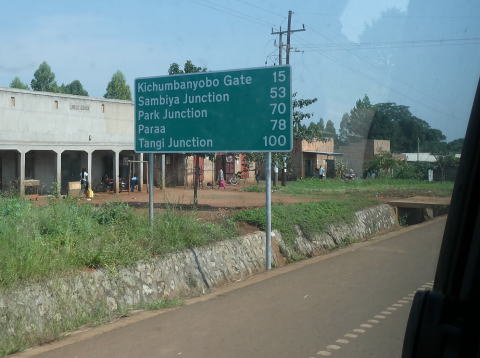 Kichumbanyobo Gate 15
Sambiya Junction 53
Park Junction 70
Paraa 78
Tangi Junction 100